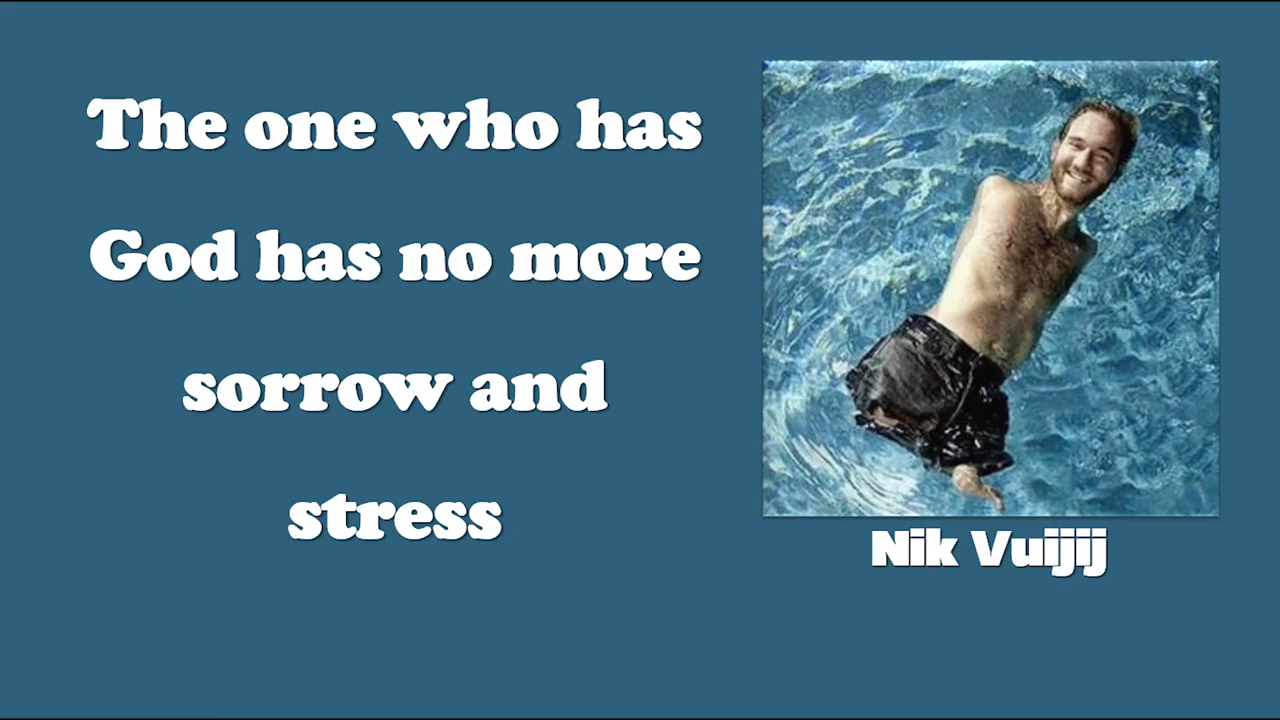 The one who has
God has no more
sorrow and
stress
Nik Vuijij